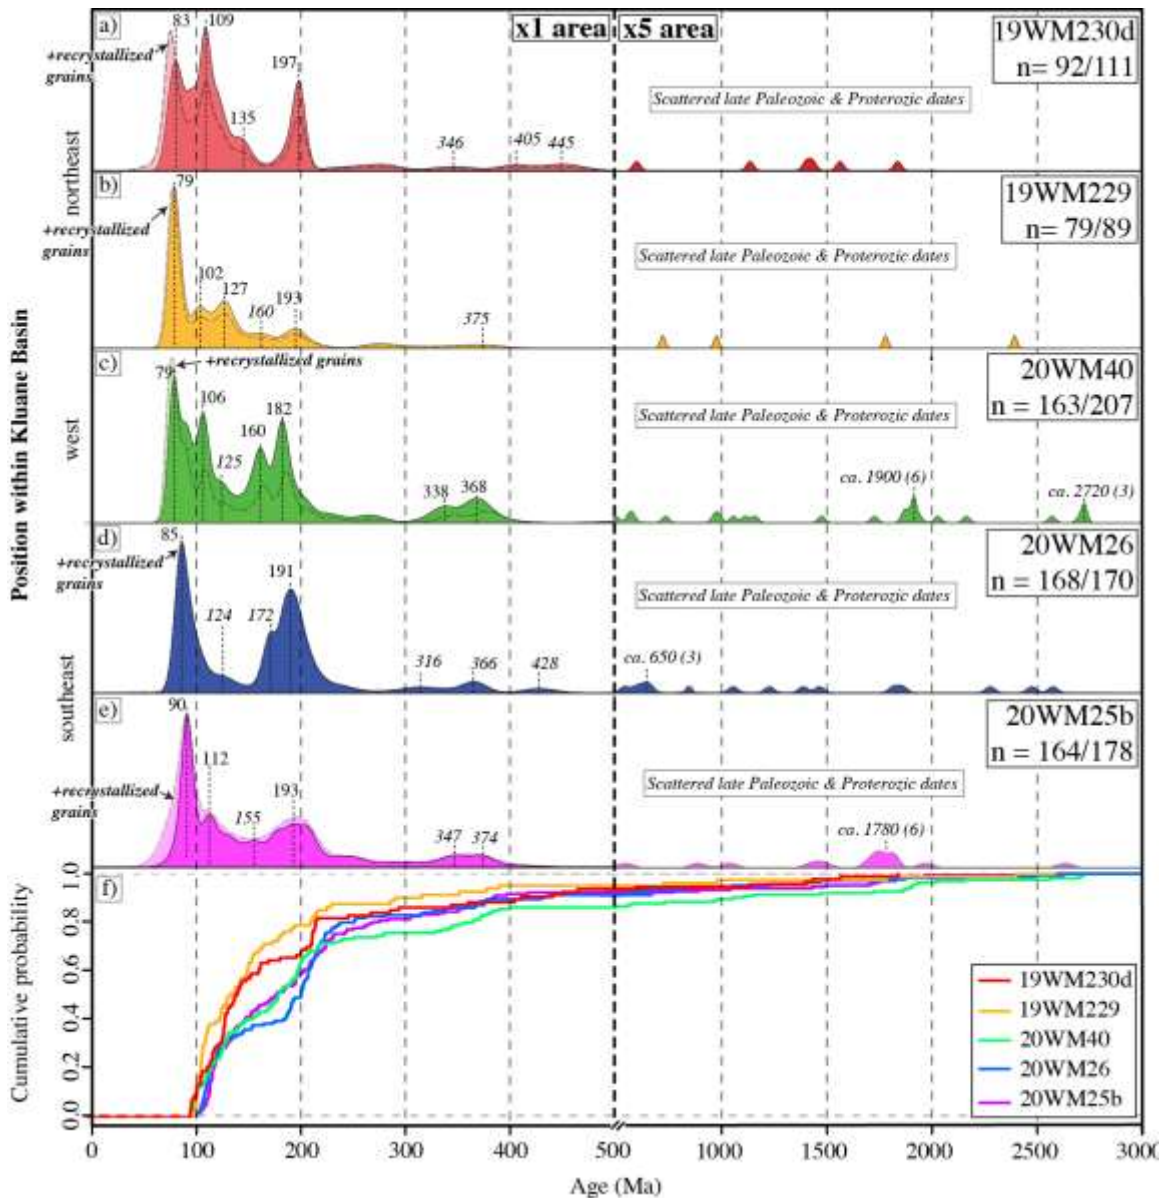 Position within Kluane Basin
northeast
west
southeast
a)
x1 area
x5 area
19WM230d
n= 92/111
+recrystallized
grains
83
109
135
197
346
405
445
Scattered late Paleozoic & Proterozic dates
b)
19WM229
n= 79/89
+recrystallized
grains
79
102
127
160
193
375
Scattered late Paleozoic & Proterozic dates
c)
20WM40
n = 163/207
+recrystallized grains
79
106
125
160
182
338
368
Scattered late Paleozoic & Proterozic dates
ca. 1900 (6)
ca. 2720 (3)
d)
20WM26
n = 168/170
+recrystallized
grains
85
124
172
191
316
366
428
Scattered late Paleozoic & Proterozic dates
ca. 650 (3)
e)
20WM25b
n = 164/178
+recrystallized
grains
90
112
155
193
347
374
Scattered late Paleozoic & Proterozic dates
ca. 1780 (6)
f)
Cumulative probability
1.0
0.8
0.6
0.4
0.2
0.0
19WM230d
19WM229
20WM40
20WM26
20WM25b
0 100 200 300 400 500 1000 1500 2000 2500 3000
Age (Ma)